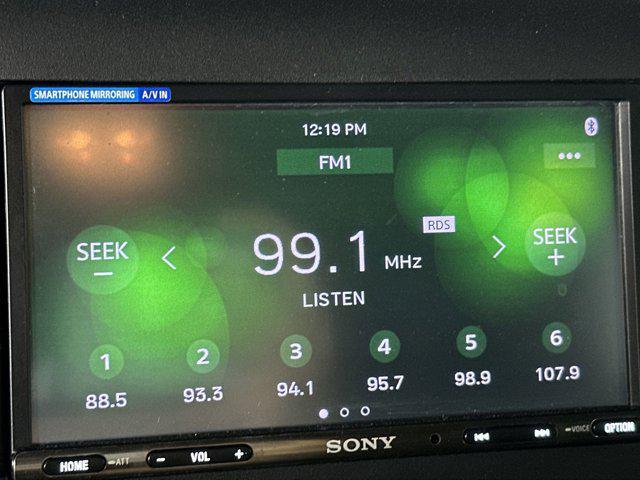 SMARTPHONE MIRRORING A/V IN
12:19 PM
FM1
RDS
SEEK −
99.1 MHz
SEEK +
LISTEN
1 2 3 4 5 6
88.5 93.3 94.1 95.7 98.9 107.9
HOME ATT − VOL + SONY VOICE OPTION